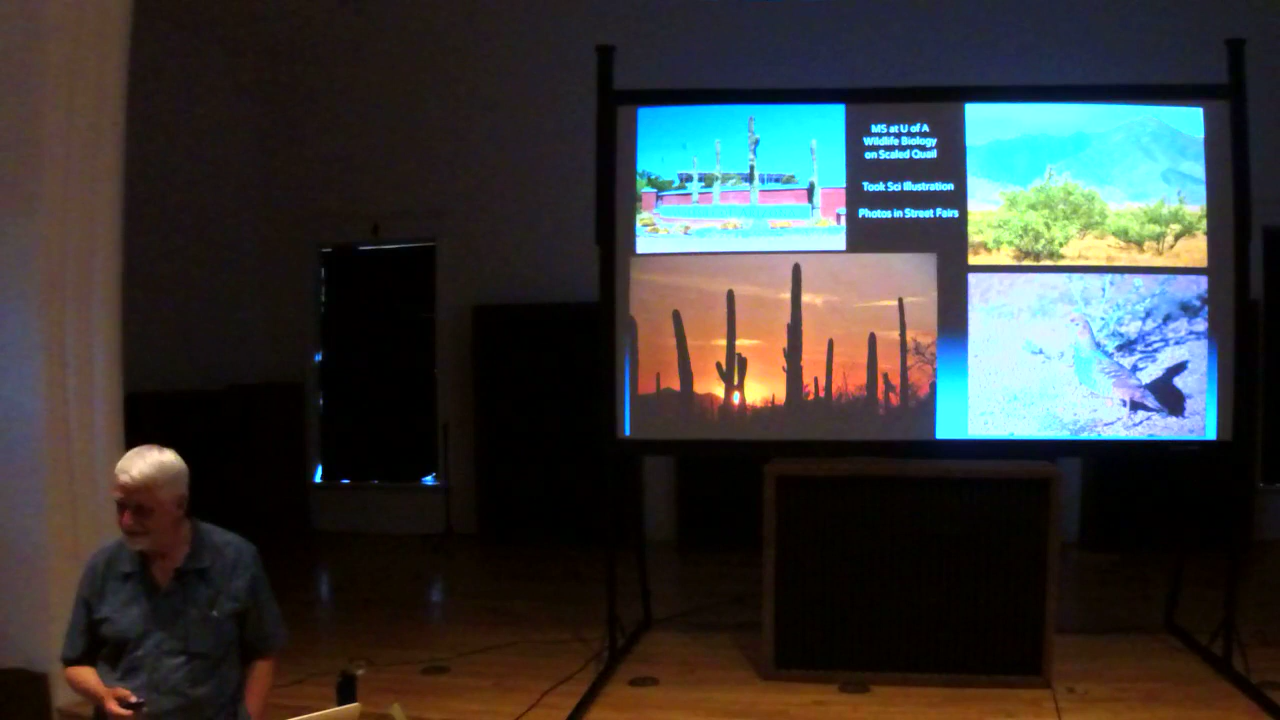 MS at U of A
Wildlife Biology
on Scaled Quail
Took Sci Illustration
Photos in Street Fairs